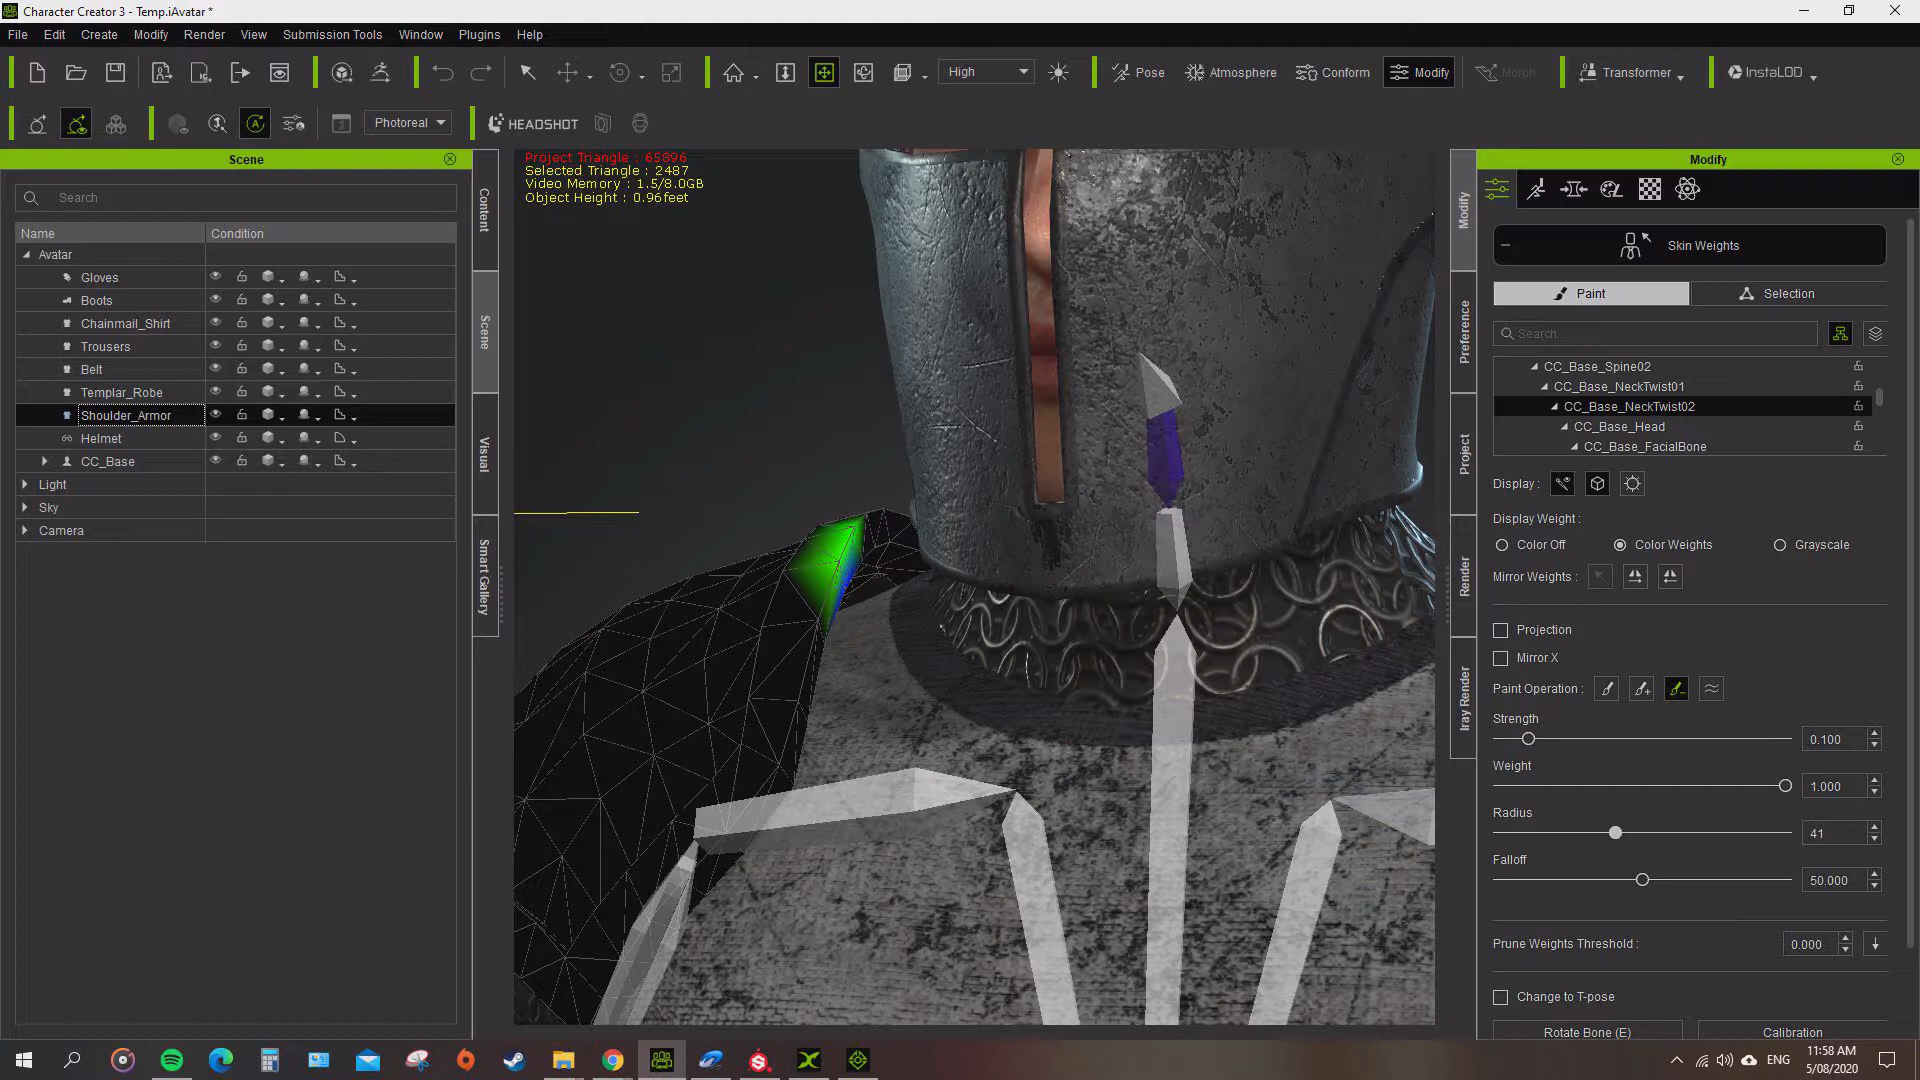 Character Creator 3 - Temp.iAvatar *
File Edit Create Modify Render View Submission Tools Window Plugins Help
High Pose Atmosphere Conform Modify Morph Transformer InstaLOD
Photoreal HEADSHOT
Scene
Search
Name Condition
Avatar
Gloves
Boots
Chainmail_Shirt
Trousers
Belt
Templar_Robe
Shoulder_Armor
Helmet
CC_Base
Light
Sky
Camera
Content
Scene
Visual
Smart Gallery
Project Triangle : 65896
Selected Triangle : 2487
Video Memory : 1.5/8.0GB
Object Height : 0.96feet
Modify
Preference
Project
Render
Iray Render
Modify
Skin Weights
Paint Selection
Search...
CC_Base_Spine02
CC_Base_NeckTwist01
CC_Base_NeckTwist02
CC_Base_Head
CC_Base_FacialBone
Display :
Display Weight :
Color Off Color Weights Grayscale
Mirror Weights :
Projection
Mirror X
Paint Operation :
Strength
0.100
Weight
1.000
Radius
41
Falloff
50.000
Prune Weights Threshold : 0.000
Change to T-pose
Rotate Bone (E) Calibration
ENG
11:58 AM
5/08/2020